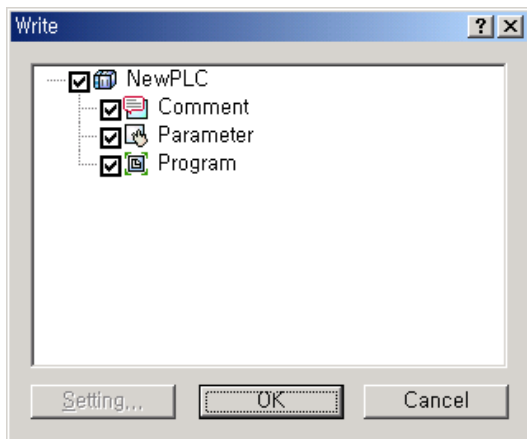 Write
NewPLC
Comment
Parameter
Program
Setting...
OK
Cancel